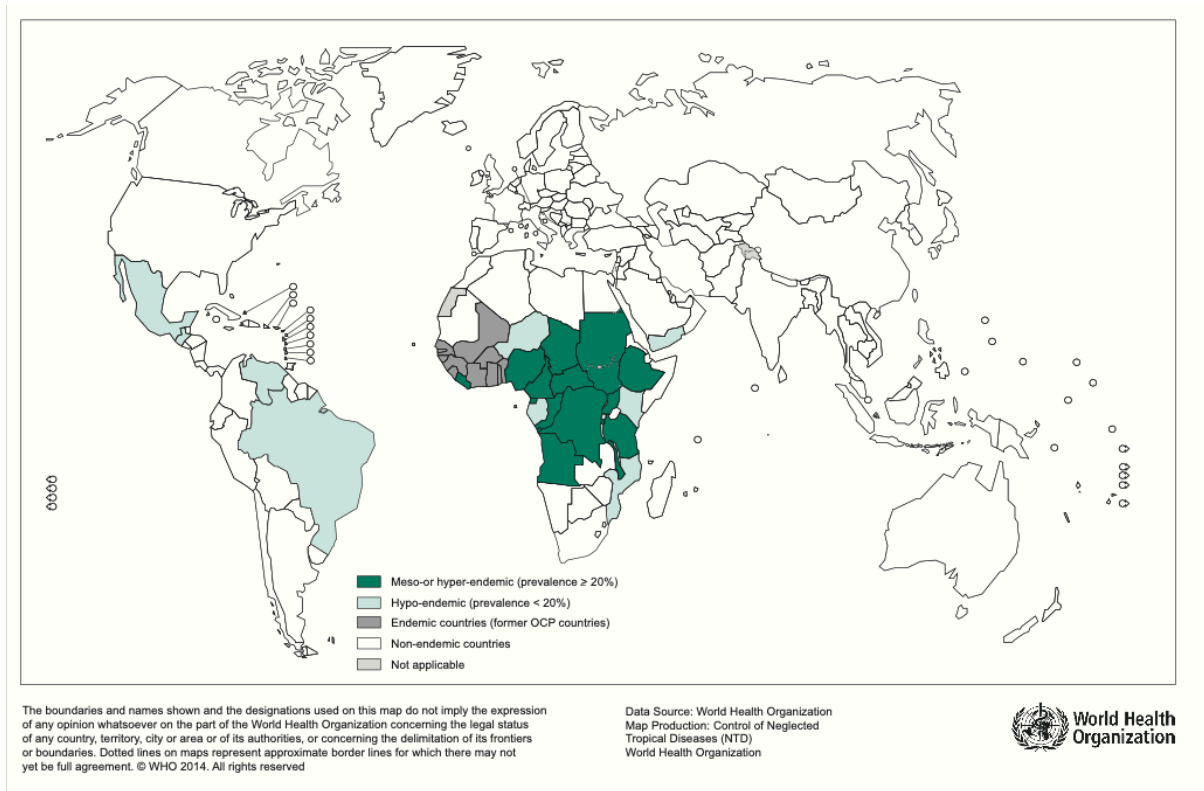 Meso-or hyper-endemic (prevalence ≥ 20%)
Hypo-endemic (prevalence < 20%)
Endemic countries (former OCP countries)
Non-endemic countries
Not applicable
The boundaries and names shown and the designations used on this map do not imply the expression
of any opinion whatsoever on the part of the World Health Organization concerning the legal status
of any country, territory, city or area or of its authorities, or concerning the delimitation of its frontiers
or boundaries. Dotted lines on maps represent approximate border lines for which there may not
yet be full agreement. © WHO 2014. All rights reserved
Data Source: World Health Organization
Map Production: Control of Neglected
Tropical Diseases (NTD)
World Health Organization
World Health
Organization